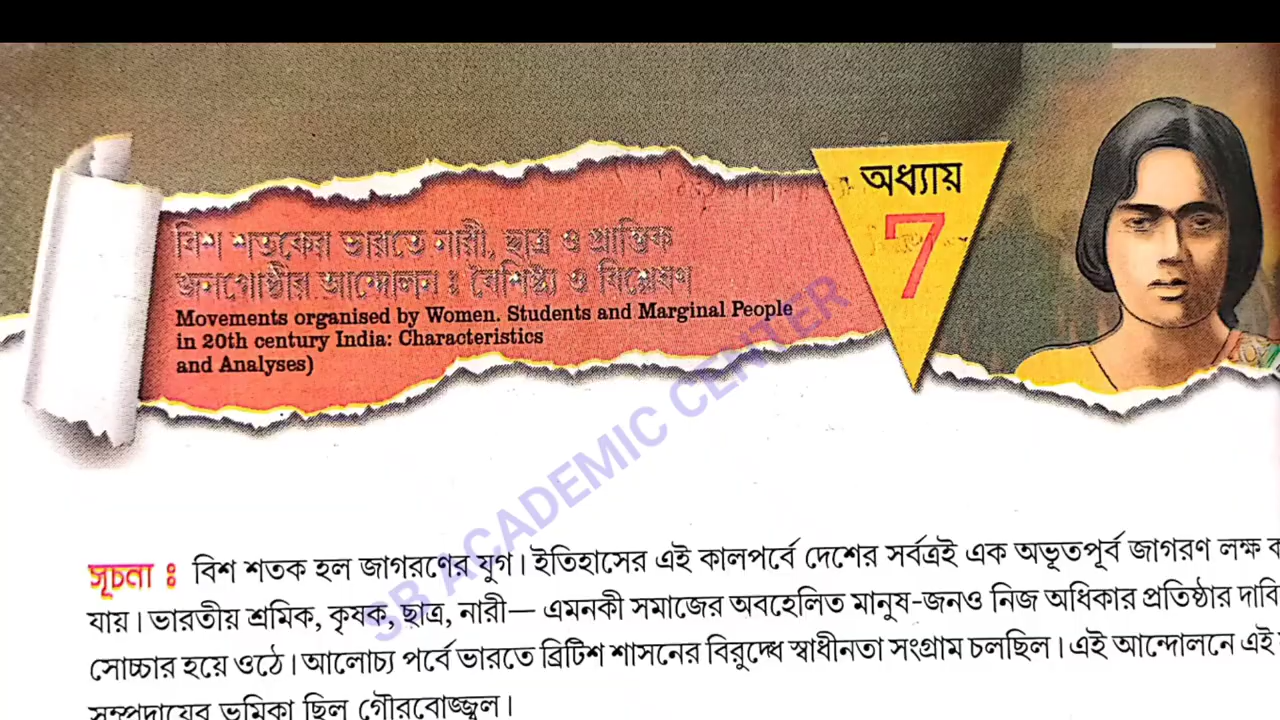 বিশ শতকের ভারতে নারী, ছাত্র ও প্রান্তিক
জনগোষ্ঠীর আন্দোলন : বৈশিষ্ট্য ও বিশ্লেষণ
Movements organised by Women. Students and Marginal People
in 20th century India: Characteristics
and Analyses)
অধ্যায়
7
SB ACADEMIC CENTER
সূচনা : বিশ শতক হল জাগরণের যুগ। ইতিহাসের এই কালপর্বে দেশের সর্বত্রই এক অভূতপূর্ব জাগরণ লক্ষ
যায়। ভারতীয় শ্রমিক, কৃষক, ছাত্র, নারী— এমনকী সমাজের অবহেলিত মানুষ-জনও নিজ অধিকার প্রতিষ্ঠার দাবি
সোচ্চার হয়ে ওঠে। আলোচ্য পর্বে ভারতে ব্রিটিশ শাসনের বিরুদ্ধে স্বাধীনতা সংগ্রাম চলছিল। এই আন্দোলনে এই
সম্প্রদায়ের ভূমিকা ছিল গৌরবোজ্জ্বল।